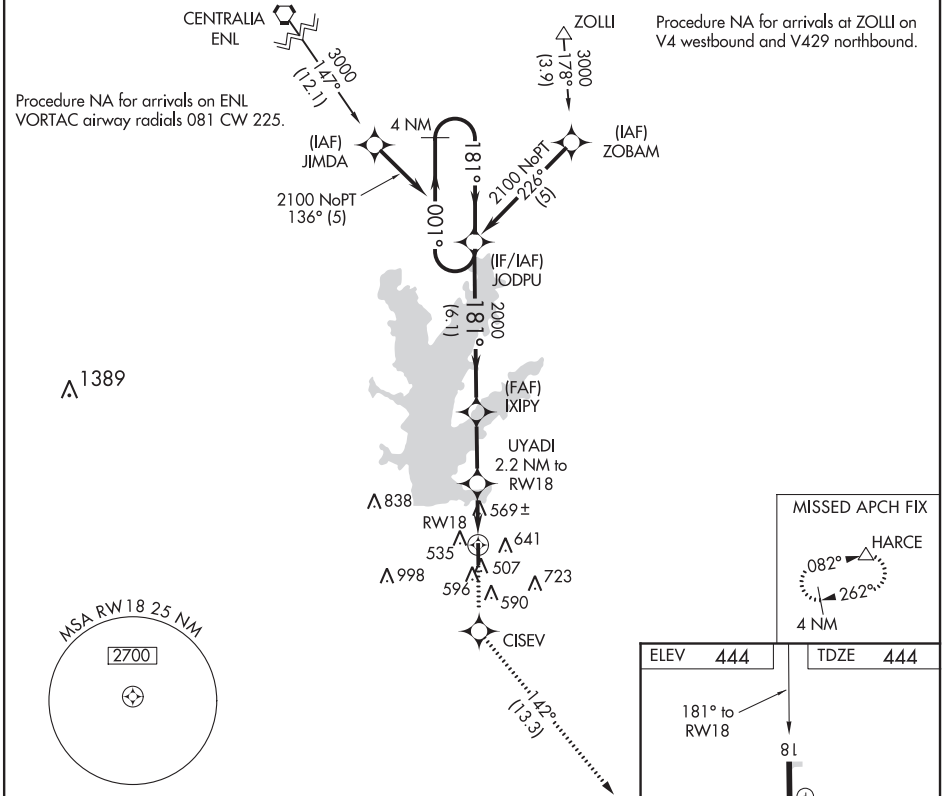 CENTRALIA
ENL
3000
147°
(12.1)
ZOLLI
3000
178°
(3.9)
Procedure NA for arrivals at ZOLLI on
V4 westbound and V429 northbound.
Procedure NA for arrivals on ENL
VORTAC airway radials 081 CW 225.
(IAF)
JIMDA
2100 NoPT
136° (5)
4 NM
181°
001°
(IAF)
ZOBAM
2100 NoPT
226°
(5)
(IF/IAF)
JODPU
2000
181°
(6.1)
1389
(FAF)
IXIPY
UYADI
2.2 NM to
RW18
838
569±
RW18
535
641
507
998
596
723
590
CISEV
142°
(13.3)
MISSED APCH FIX
HARCE
082°
262°
4 NM
MSA RW18 25 NM
2700
ELEV 444
TDZE 444
181° to
RW18
18